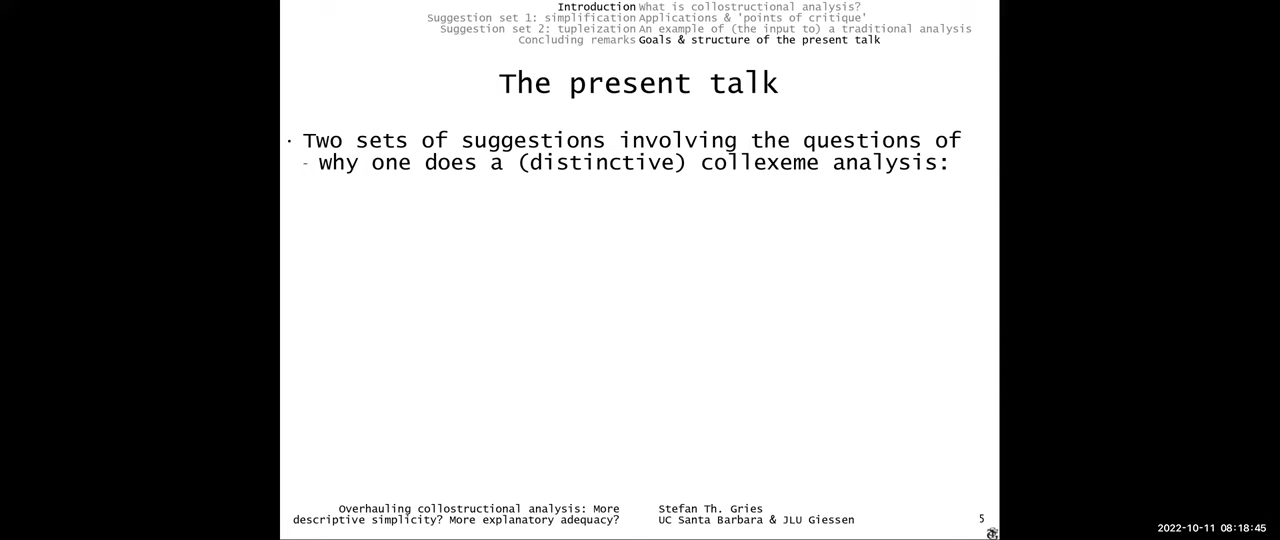 Introduction What is collostructional analysis?
Suggestion set 1: simplification Applications & 'points of critique'
Suggestion set 2: tupleization An example of (the input to) a traditional analysis
Concluding remarks Goals & structure of the present talk
The present talk
· Two sets of suggestions involving the questions of
- why one does a (distinctive) collexeme analysis:
Overhauling collostructional analysis: More
descriptive simplicity? More explanatory adequacy?
Stefan Th. Gries
UC Santa Barbara & JLU Giessen
5
2022-10-11 08:18:45